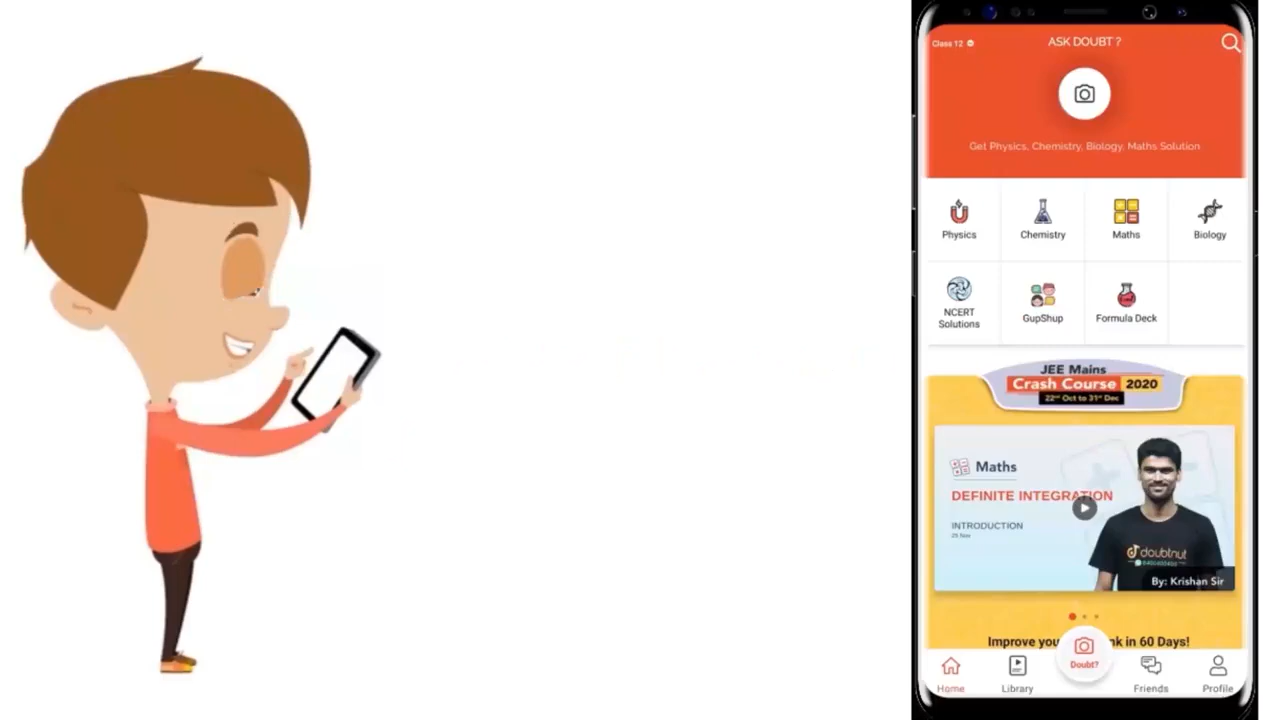 Class 12
ASK DOUBT ?
Get Physics, Chemistry, Biology, Maths Solution
Physics
Chemistry
Maths
Biology
NCERT
Solutions
GupShup
Formula Deck
JEE Mains
Crash Course 2020
22nd Oct to 31st Dec
Maths
DEFINITE INTEGRATION
INTRODUCTION
doubtnut
By: Krishan Sir
Improve you nk in 60 Days!
Doubt?
Home
Library
Friends
Profile